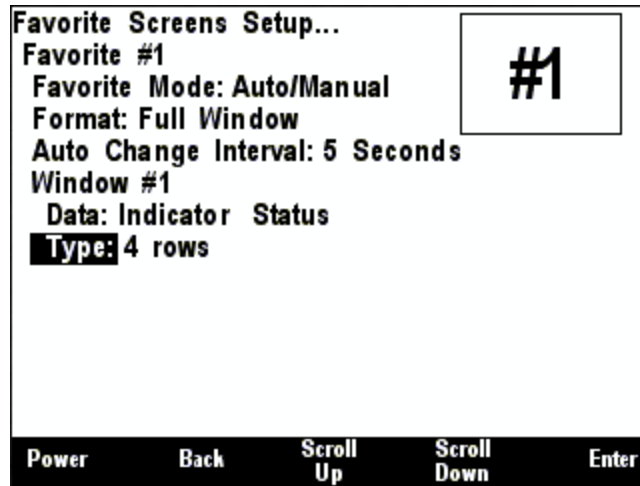 Favorite Screens Setup...
Favorite #1
Favorite Mode: Auto/Manual
Format: Full Window
Auto Change Interval: 5 Seconds
Window #1
Data: Indicator Status
Type: 4 rows
#1
Power Back Scroll Up Scroll Down Enter